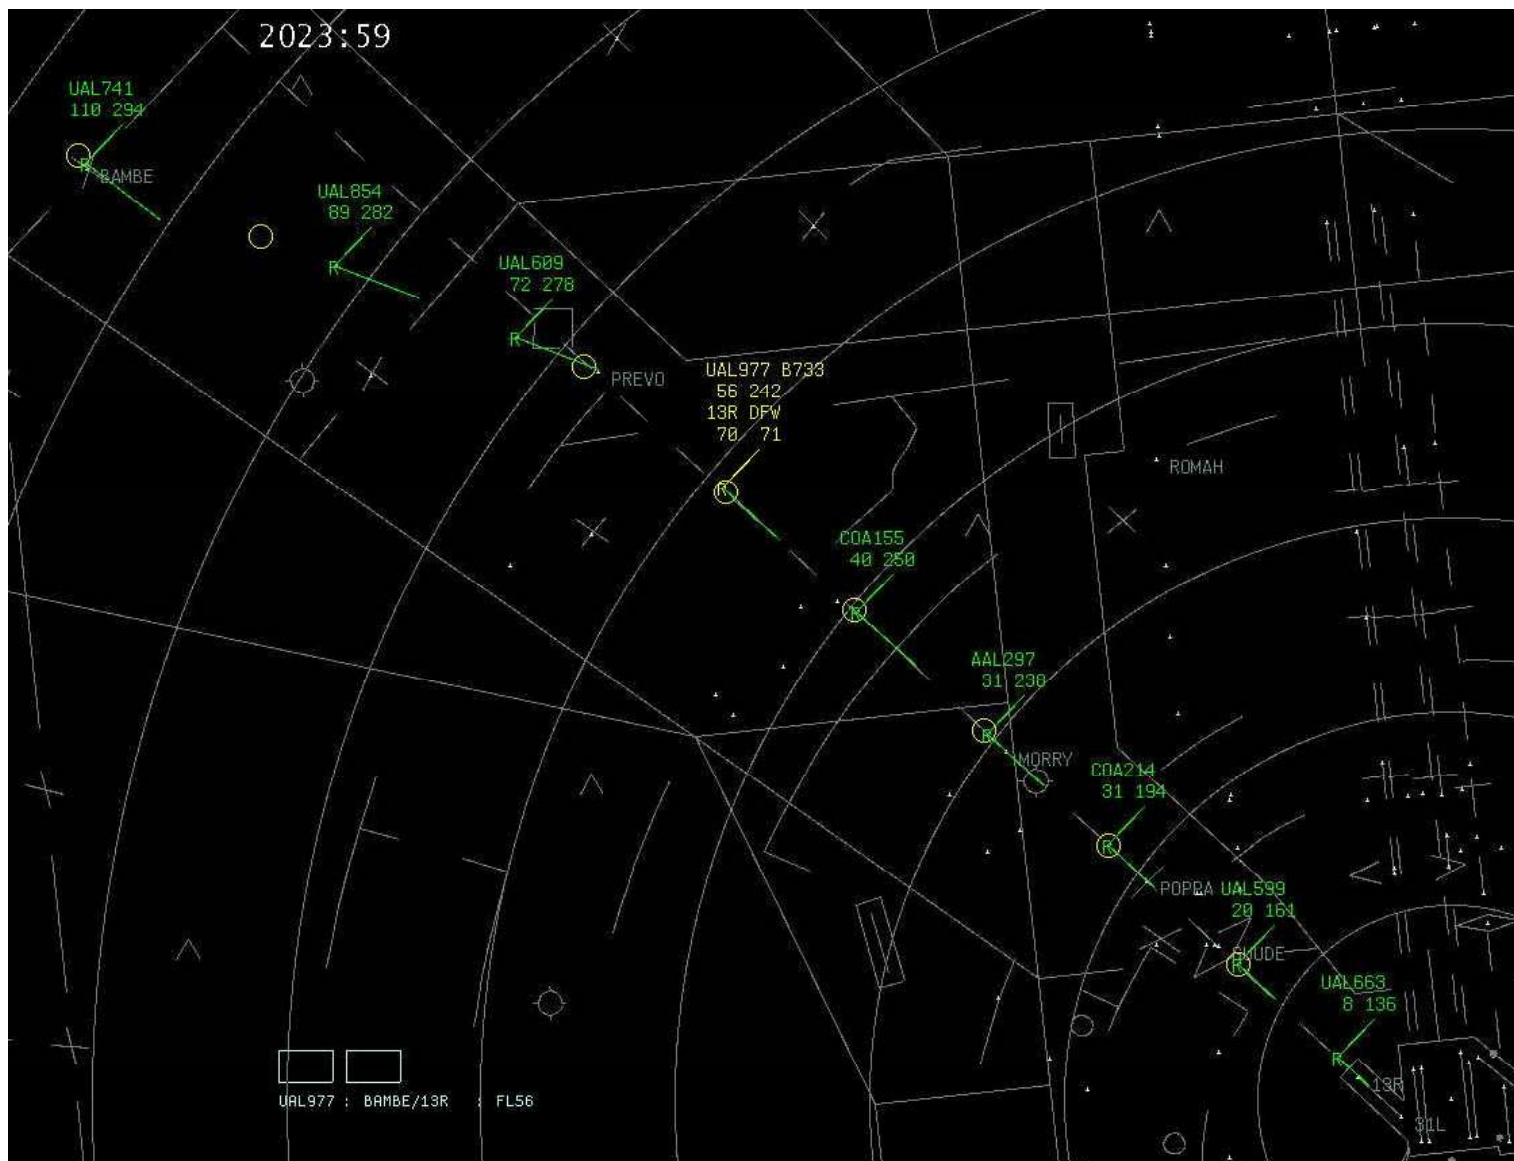 2023:59
UAL741
110 294
BAMBE
UAL854
89 282
UAL609
72 278
PREVO
UAL977 B733
56 242
13R DFW
70 71
ROMAH
COA155
40 250
AAL297
31 238
MORRY
COA214
31 194
POPRA
UAL599
20 161
UAL663
8 136
13R
31L
UAL977 : BAMBE/13R : FL56